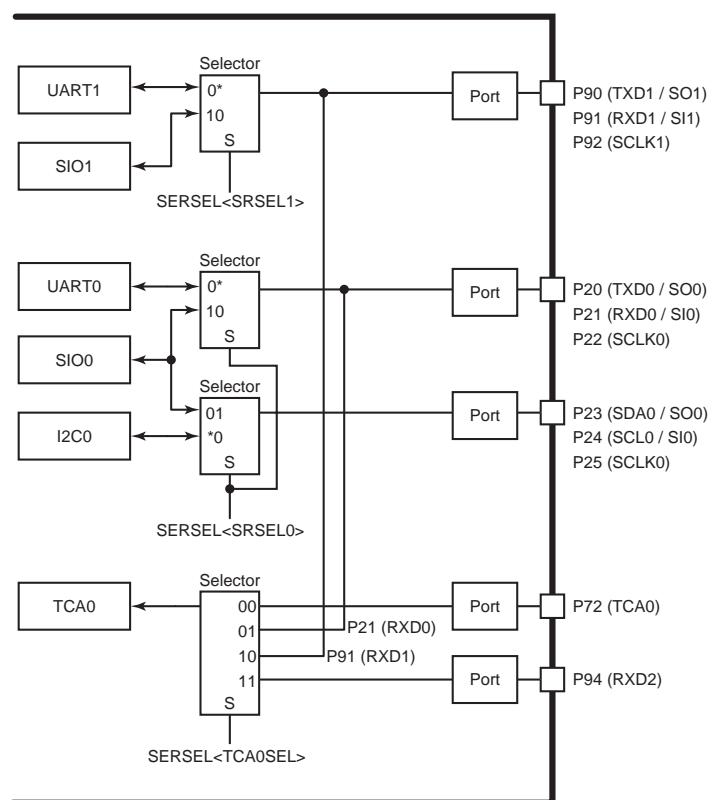 Selector
UART1
0*
10
S
SIO1
SERSEL<SRSEL1>
Port
P90 (TXD1 / SO1)
P91 (RXD1 / SI1)
P92 (SCLK1)
Selector
UART0
0*
10
S
SIO0
Port
P20 (TXD0 / SO0)
P21 (RXD0 / SI0)
P22 (SCLK0)
Selector
01
*0
S
I2C0
SERSEL<SRSEL0>
Port
P23 (SDA0 / SO0)
P24 (SCL0 / SI0)
P25 (SCLK0)
Selector
TCA0
00
01
10
11
S
P21 (RXD0)
P91 (RXD1)
SERSEL<TCA0SEL>
Port
P72 (TCA0)
Port
P94 (RXD2)